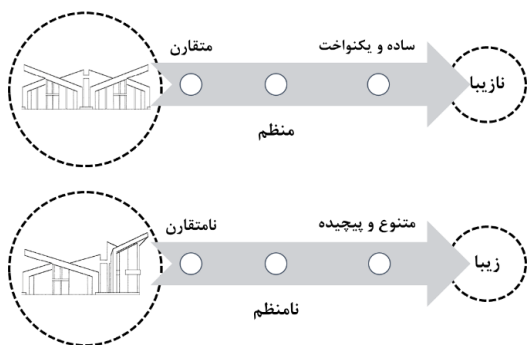 متقارن
ساده و یکنواخت
نازیبا
منظم
نامتقارن
متنوع و پیچیده
زیبا
نامنظم